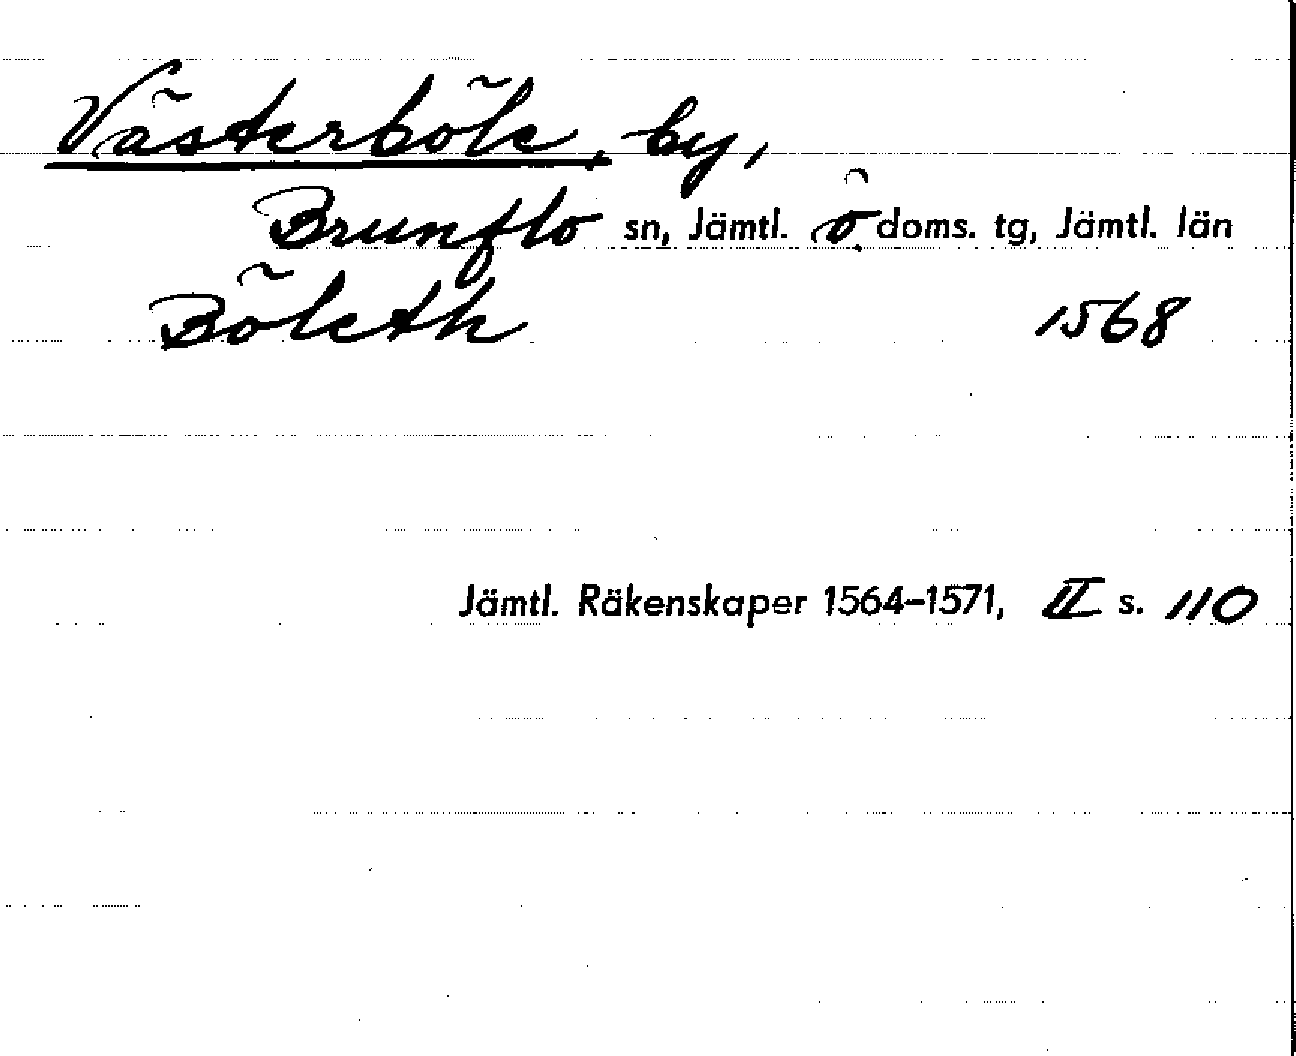 Västerböle, by,
Brunflo sn, Jämtl. ö. doms. tg, Jämtl. län
Böleth 1568
Jämtl. Räkenskaper 1564-1571, II s. 110